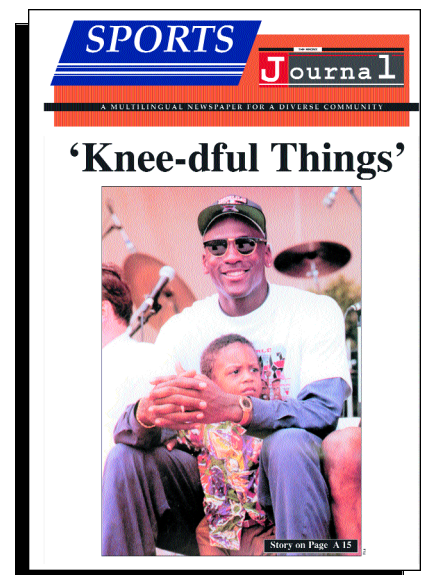 SPORTS
Journal
A MULTILINGUAL NEWSPAPER FOR A DIVERSE COMMUNITY
‘Knee-dful Things’
Story on Page A 15